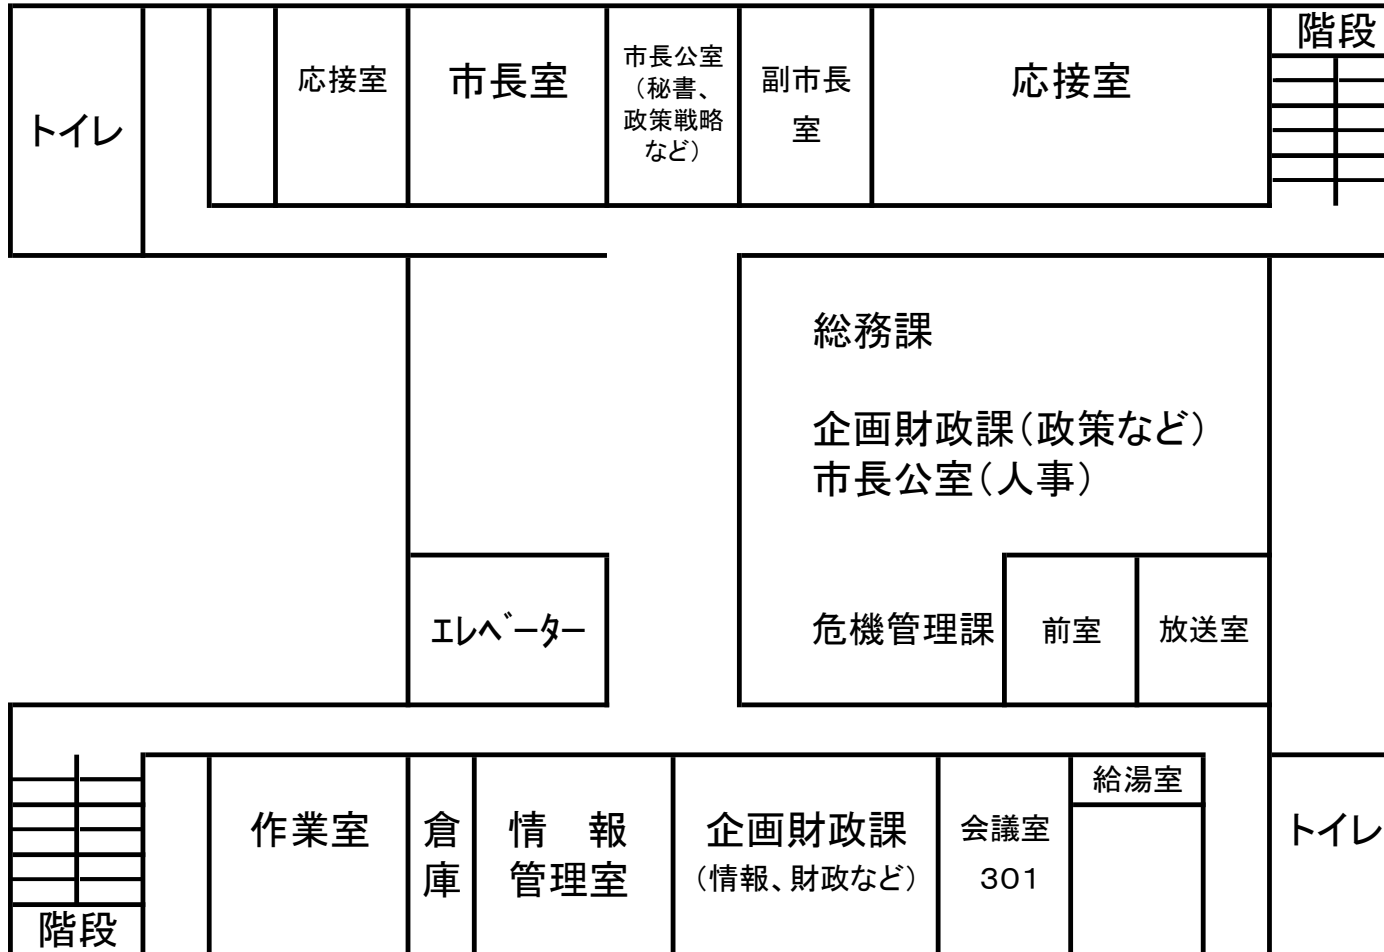 階段
トイレ
応接室
市長室
市長公室
（秘書、
政策戦略
など）
副市長
室
応接室
総務課
企画財政課（政策など）
市長公室（人事）
エレベーター
危機管理課
前室
放送室
階段
作業室
倉
庫
情　報
管理室
企画財政課
（情報、財政など）
会議室
３０１
給湯室
トイレ